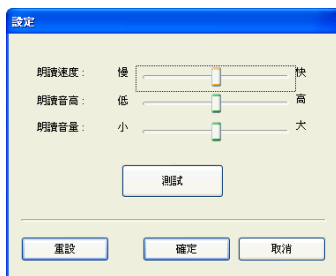 設定
朗讀速度： 慢 快
朗讀音高： 低 高
朗讀音量： 小 大
測試
重設 確定 取消